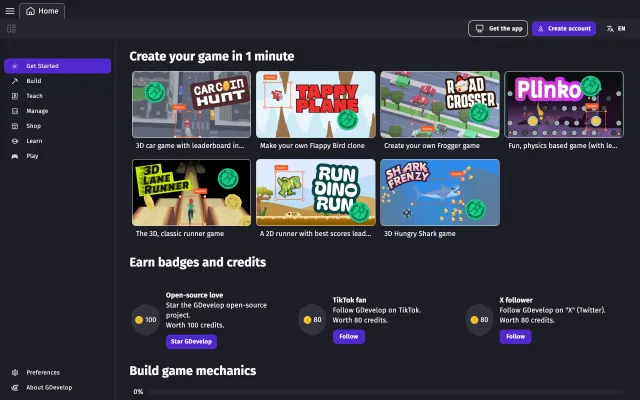 Home
Get the app
Create account
EN
Get Started
Build
Teach
Manage
Shop
Learn
Play
Preferences
About GDevelop
Create your game in 1 minute
CAR COIN HUNT
TAPPY PLANE
ROAD CROSSER
Plinko
3D car game with leaderboard in...
Make your own Flappy Bird clone
Create your own Frogger game
Fun, physics based game (with le...
3D LANE RUNNER
RUN DINO RUN
SHARK FRENZY
The 3D, classic runner game
A 2D runner with best scores lead...
3D Hungry Shark game
Earn badges and credits
100
Open-source love
Star the GDevelop open-source
project.
Worth 100 credits.
Star GDevelop
80
TikTok fan
Follow GDevelop on TikTok.
Worth 80 credits.
Follow
80
X follower
Follow GDevelop on "X" (Twitter).
Worth 80 credits.
Follow
Build game mechanics
0%